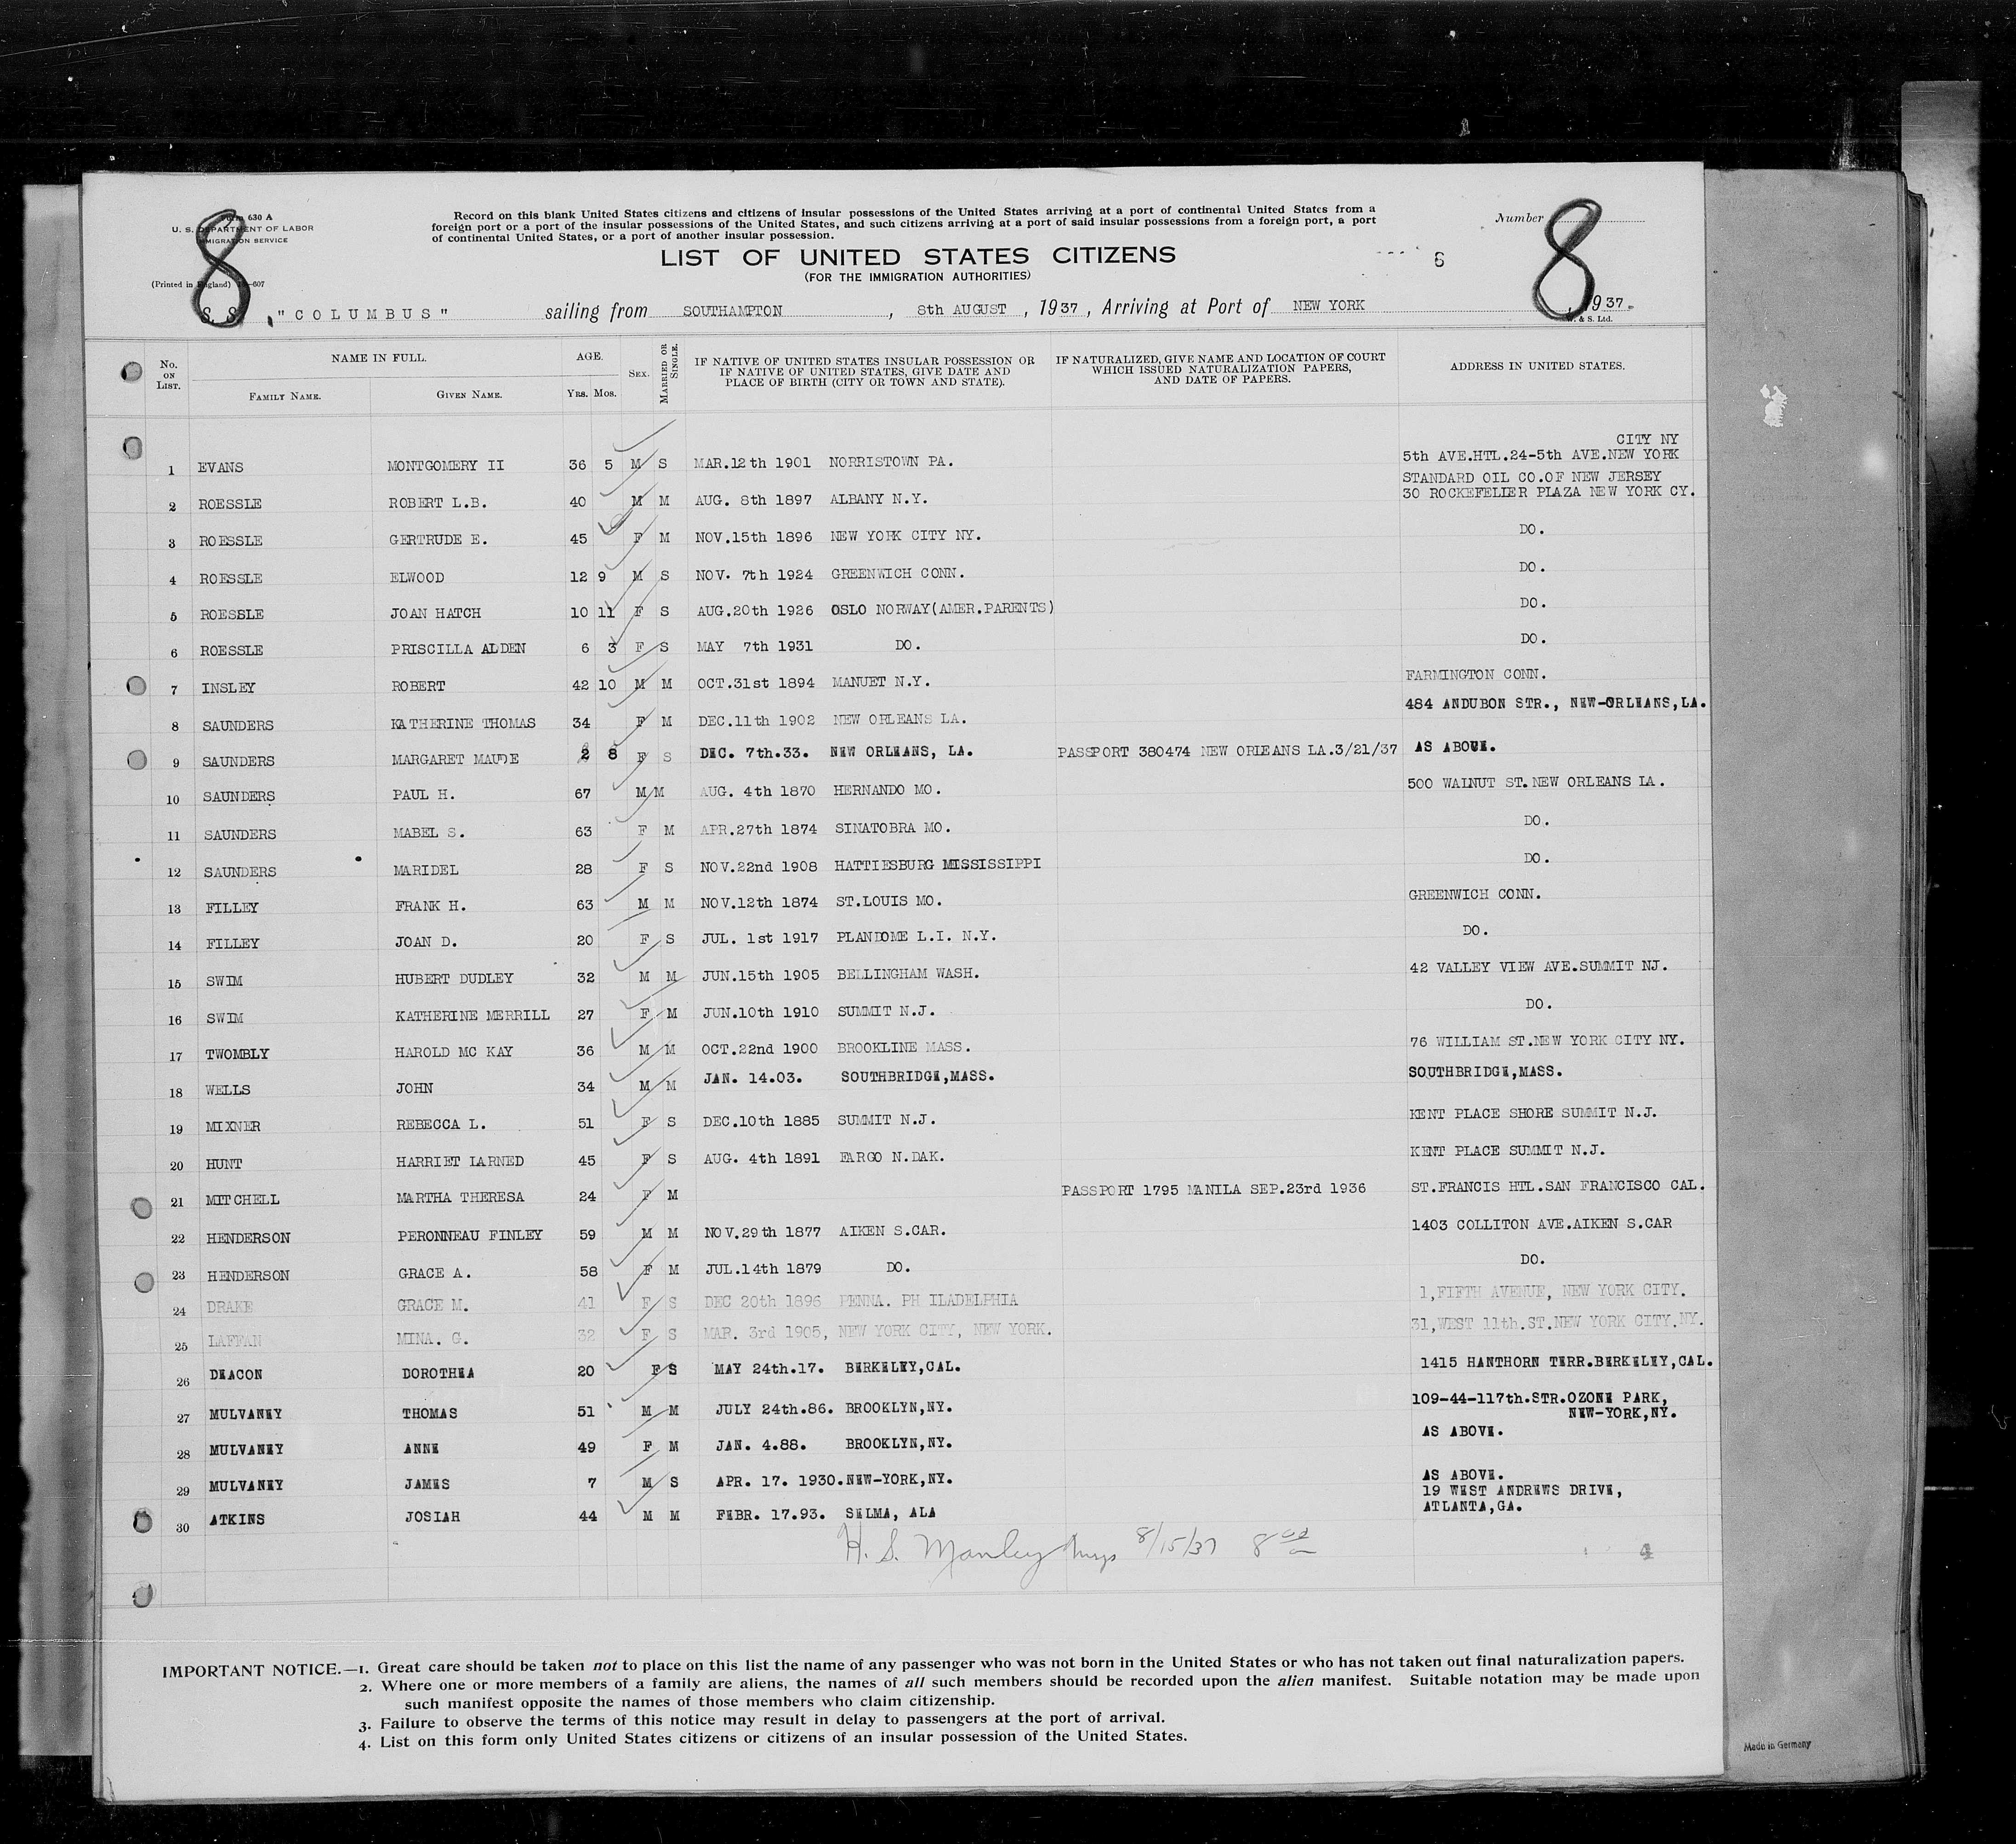 8
Form 630 A
U. S. DEPARTMENT OF LABOR
IMMIGRATION SERVICE
(Printed in England) —607
Record on this blank United States citizens and citizens of insular possessions of the United States arriving at a port of continental United States from a
foreign port or a port of the insular possessions of the United States, and such citizens arriving at a port of said insular possessions from a foreign port, a port
of continental United States, or a port of another insular possession.
Number 8
LIST OF UNITED STATES CITIZENS
(FOR THE IMMIGRATION AUTHORITIES)
6
S. S. "COLUMBUS" sailing from SOUTHAMPTON, 8th AUGUST, 1937, Arriving at Port of NEW YORK, 1937.
W. & S. Ltd.
No. ON LIST. NAME IN FULL. FAMILY NAME. GIVEN NAME. AGE. YRS. MOS. SEX. MARRIED OR SINGLE. IF NATIVE OF UNITED STATES INSULAR POSSESSION OR IF NATIVE OF UNITED STATES, GIVE DATE AND PLACE OF BIRTH (CITY OR TOWN AND STATE). IF NATURALIZED, GIVE NAME AND LOCATION OF COURT WHICH ISSUED NATURALIZATION PAPERS, AND DATE OF PAPERS. ADDRESS IN UNITED STATES.
CITY NY
1 EVANS MONTGOMERY II 36 5 M S MAR.12th 1901 NORRISTOWN PA. 5th AVE.HTL.24-5th AVE.NEW YORK
STANDARD OIL CO.OF NEW JERSEY
2 ROESSLE ROBERT L.B. 40 M M AUG. 8th 1897 ALBANY N.Y. 30 ROCKEFELLER PLAZA NEW YORK CY.
3 ROESSLE GERTRUDE E. 45 F M NOV.15th 1896 NEW YORK CITY NY. DO.
4 ROESSLE ELWOOD 12 9 M S NOV. 7th 1924 GREENWICH CONN. DO.
5 ROESSLE JOAN HATCH 10 11 F S AUG.20th 1926 OSLO NORWAY(AMER.PARENTS) DO.
6 ROESSLE PRISCILLA ALDEN 6 3 F S MAY 7th 1931 DO. DO.
7 INSLEY ROBERT 42 10 M M OCT.31st 1894 MANUET N.Y. FARMINGTON CONN.
8 SAUNDERS KATHERINE THOMAS 34 F M DEC.11th 1902 NEW ORLEANS LA. 484 ANDUBON STR., NEW-ORLEANS,LA.
9 SAUNDERS MARGARET MAUDE 2 8 F S DEC. 7th.33. NEW ORLEANS, LA. PASSPORT 380474 NEW ORLEANS LA.3/21/37 AS ABOVE.
10 SAUNDERS PAUL H. 67 M M AUG. 4th 1870 HERNANDO MO. 500 WALNUT ST.NEW ORLEANS LA.
11 SAUNDERS MABEL S. 63 F M APR.27th 1874 SINATOBRA MO. DO.
12 SAUNDERS MARIDEL 28 F S NOV.22nd 1908 HATTIESBURG MISSISSIPPI DO.
13 FILLEY FRANK H. 63 M M NOV.12th 1874 ST.LOUIS MO. GREENWICH CONN.
14 FILLEY JOAN D. 20 F S JUL. 1st 1917 PLANDOME L.I. N.Y. DO.
15 SWIM HUBERT DUDLEY 32 M M JUN.15th 1905 BELLINGHAM WASH. 42 VALLEY VIEW AVE.SUMMIT NJ.
16 SWIM KATHERINE MERRILL 27 F M JUN.10th 1910 SUMMIT N.J. DO.
17 TWOMBLY HAROLD MC KAY 36 M M OCT.22nd 1900 BROOKLINE MASS. 76 WILLIAM ST.NEW YORK CITY NY.
18 WELLS JOHN 34 M M JAN. 14.03. SOUTHBRIDGE,MASS. SOUTHBRIDGE,MASS.
19 MIXNER REBECCA L. 51 F S DEC.10th 1885 SUMMIT N.J. KENT PLACE SHORE SUMMIT N.J.
20 HUNT HARRIET LARNED 45 F S AUG. 4th 1891 FARGO N.DAK. KENT PLACE SUMMIT N.J.
21 MITCHELL MARTHA THERESA 24 F M PASSPORT 1795 MANILA SEP.23rd 1936 ST.FRANCIS HTL.SAN FRANCISCO CAL.
22 HENDERSON PERONNEAU FINLEY 59 M M NOV.29th 1877 AIKEN S.CAR. 1403 COLLITON AVE.AIKEN S.CAR
23 HENDERSON GRACE A. 58 F M JUL.14th 1879 DO. DO.
24 DRAKE GRACE M. 41 F S DEC 20th 1896 PENNA. PH ILADELPHIA 1,FIFTH AVENUE, NEW YORK CITY.
25 LAFFAN MINA. G. 32 F S MAR. 3rd 1905, NEW YORK CITY, NEW YORK. 31,WEST 11th.ST.NEW YORK CITY.NY.
26 DEACON DOROTHEA 20 F S MAY 24th.17. BERKELEY,CAL. 1415 HANTHORN TERR.BERKELEY,CAL.
27 MULVANEY THOMAS 51 M M JULY 24th.86. BROOKLYN,NY. 109-44-117th.STR.OZONE PARK,
NEW-YORK,NY.
28 MULVANEY ANNE 49 F M JAN. 4.88. BROOKLYN,NY. AS ABOVE.
29 MULVANEY JAMES 7 M S APR. 17. 1930.NEW-YORK,NY. AS ABOVE.
19 WEST ANDREWS DRIVE,
30 ATKINS JOSIAH 44 M M FEBR. 17.93. SELMA, ALA ATLANTA,GA.
H. S. Manley 8/15/37 8
4
IMPORTANT NOTICE.—1. Great care should be taken not to place on this list the name of any passenger who was not born in the United States or who has not taken out final naturalization papers.
2. Where one or more members of a family are aliens, the names of all such members should be recorded upon the alien manifest. Suitable notation may be made upon
such manifest opposite the names of those members who claim citizenship.
3. Failure to observe the terms of this notice may result in delay to passengers at the port of arrival.
4. List on this form only United States citizens or citizens of an insular possession of the United States.
Made in Germany